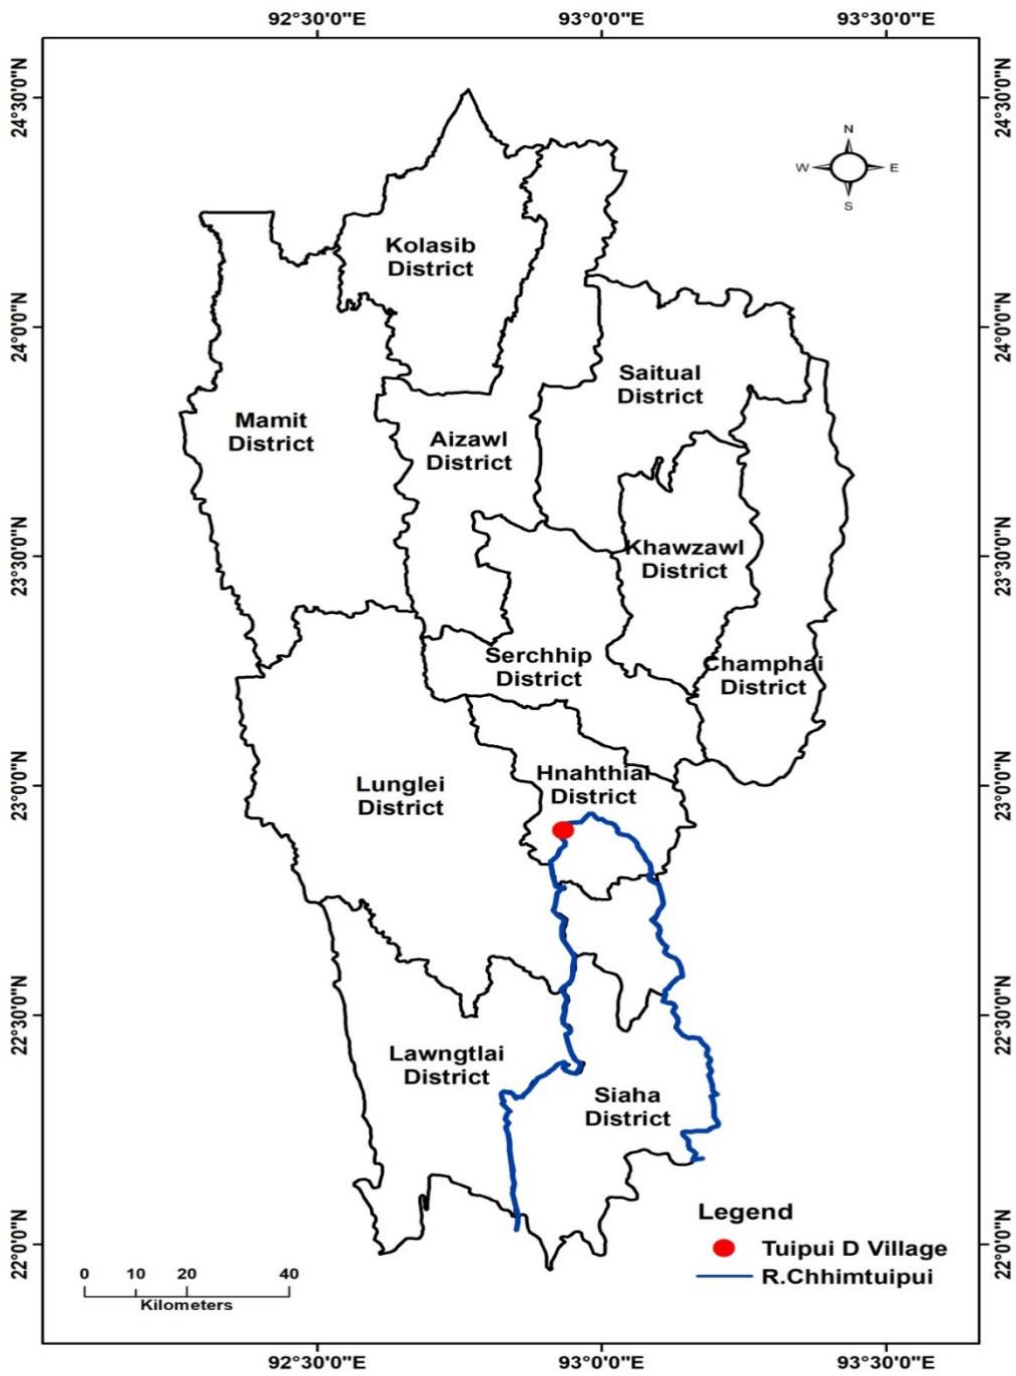 92°30'0"E
93°0'0"E
93°30'0"E
24°30'0"N
24°30'0"N
N
W
E
S
Kolasib
District
24°0'0"N
24°0'0"N
Saitual
District
Mamit
District
Aizawl
District
23°30'0"N
23°30'0"N
Khawzawl
District
Serchhip
District
Champhai
District
23°0'0"N
23°0'0"N
Hnahthial
District
Lunglei
District
22°30'0"N
22°30'0"N
Lawngtlai
District
Siaha
District
22°0'0"N
22°0'0"N
Legend
Tuipui D Village
R.Chhimtuipui
0 10 20 40
Kilometers
92°30'0"E
93°0'0"E
93°30'0"E